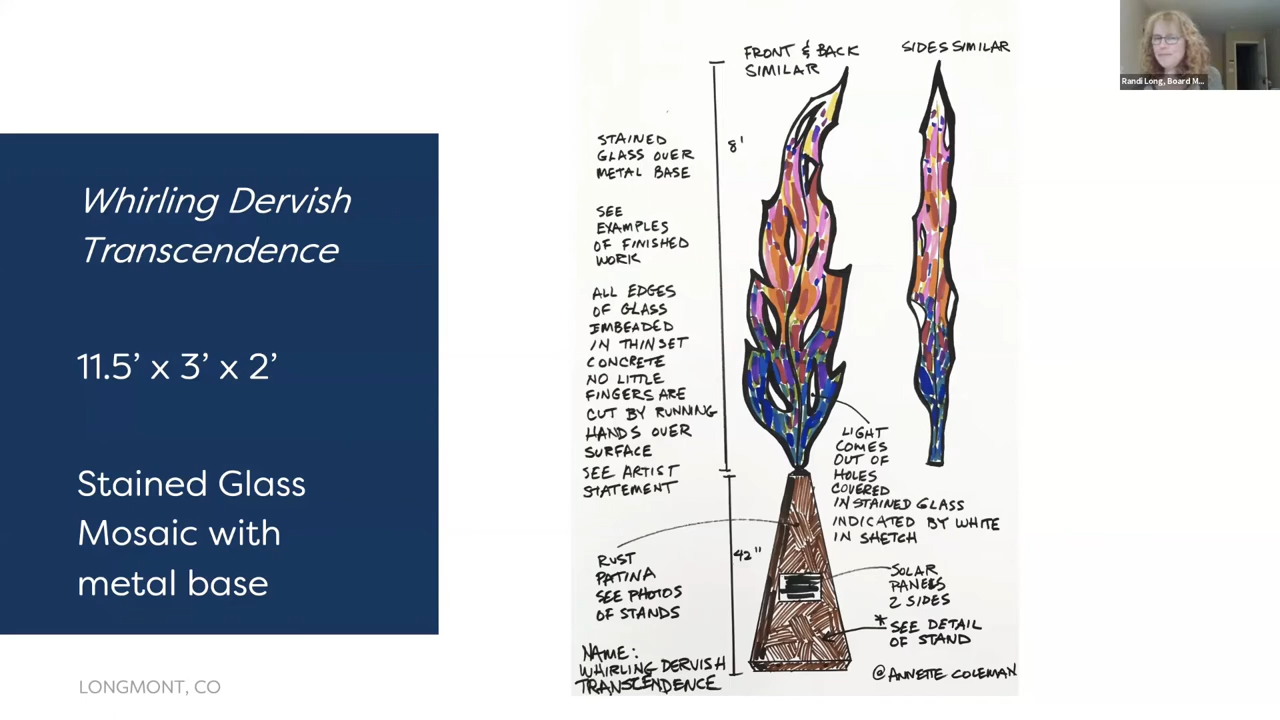 Whirling Dervish
Transcendence
11.5’ x 3’ x 2’
Stained Glass
Mosaic with
metal base
LONGMONT, CO
FRONT & BACK
SIMILAR
SIDES SIMILAR
8'
STAINED
GLASS OVER
METAL BASE
SEE
EXAMPLES
OF FINISHED
WORK
ALL EDGES
OF GLASS
IMBEADED
IN THINSET
CONCRETE
NO LITTLE
FINGERS ARE
CUT BY RUNNING
HANDS OVER
SURFACE
SEE ARTIST
STATEMENT
LIGHT
COMES
OUT OF
HOLES
COVERED
IN STAINED GLASS
INDICATED BY WHITE
IN SKETCH
42"
RUST
PATINA
SEE PHOTOS
OF STANDS
SOLAR
PANELS
2 SIDES
* SEE DETAIL
OF STAND
NAME:
WHIRLING DERVISH
TRANSCENDENCE
@ANNETTE COLEMAN
Randi Long, Board M...